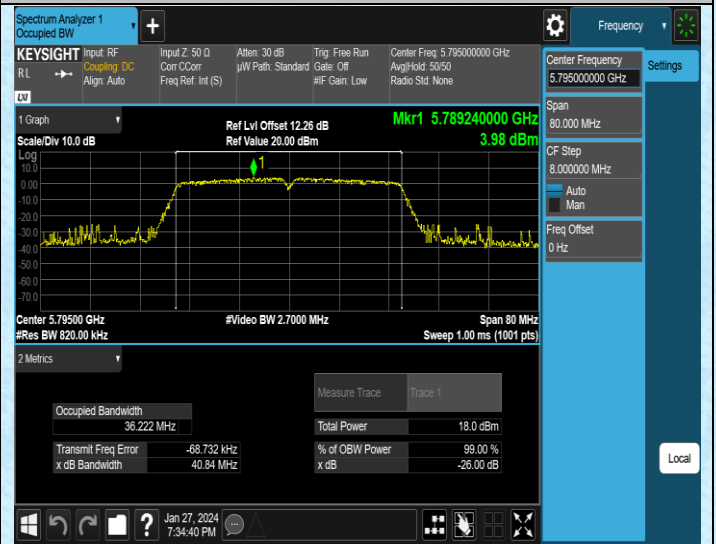 Spectrum Analyzer 1
Occupied BW
Frequency
KEYSIGHT
RL
LXI
Input: RF
Coupling: DC
Align: Auto
Input Z: 50 Ω
Corr CCorr
Freq Ref: Int (S)
Atten: 30 dB
µW Path: Standard
Trig: Free Run
Gate: Off
#IF Gain: Low
Center Freq: 5.795000000 GHz
Avg|Hold: 50/50
Radio Std: None
Center Frequency
5.795000000 GHz
Settings
Span
80.000 MHz
CF Step
8.000000 MHz
Auto
Man
Freq Offset
0 Hz
1 Graph
Scale/Div 10.0 dB
Ref Lvl Offset 12.26 dB
Ref Value 20.00 dBm
Mkr1 5.789240000 GHz
3.98 dBm
Log
10.0
0.00
-10.0
-20.0
-30.0
-40.0
-50.0
-60.0
-70.0
1
Center 5.79500 GHz
#Res BW 820.00 kHz
#Video BW 2.7000 MHz
Span 80 MHz
Sweep 1.00 ms (1001 pts)
2 Metrics
Measure Trace
Trace 1
Occupied Bandwidth
36.222 MHz
Total Power
18.0 dBm
Transmit Freq Error
-68.732 kHz
% of OBW Power
99.00 %
x dB Bandwidth
40.84 MHz
x dB
-26.00 dB
Local
Jan 27, 2024
7:34:40 PM